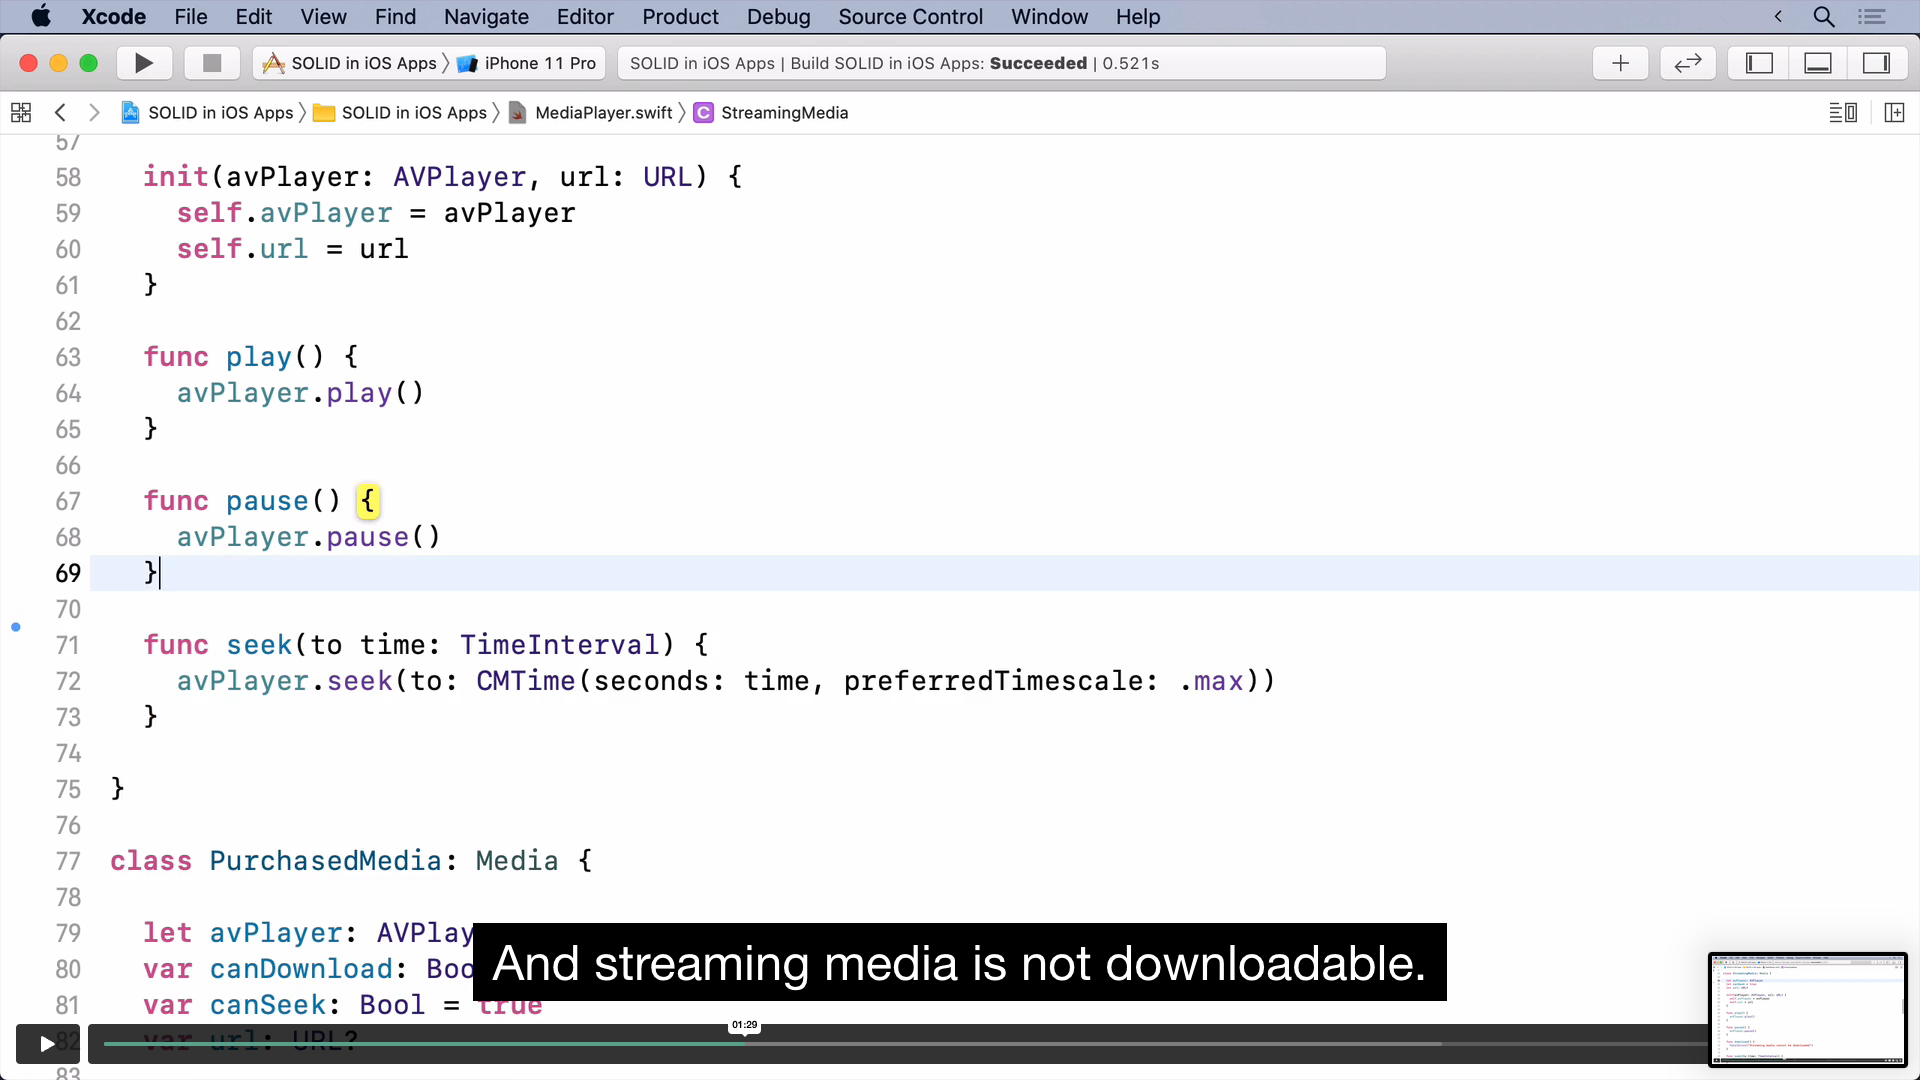 Xcode File Edit View Find Navigate Editor Product Debug Source Control Window Help
SOLID in iOS Apps iPhone 11 Pro SOLID in iOS Apps | Build SOLID in iOS Apps: Succeeded | 0.521s
SOLID in iOS Apps SOLID in iOS Apps MediaPlayer.swift C StreamingMedia
57
58 init(avPlayer: AVPlayer, url: URL) {
59 self.avPlayer = avPlayer
60 self.url = url
61 }
62
63 func play() {
64 avPlayer.play()
65 }
66
67 func pause() {
68 avPlayer.pause()
69 }
70
71 func seek(to time: TimeInterval) {
72 avPlayer.seek(to: CMTime(seconds: time, preferredTimescale: .max))
73 }
74
75 }
76
77 class PurchasedMedia: Media {
78
79 let avPlayer: AVPlay
80 var canDownload: Boo
81 var canSeek: Bool = true
And streaming media is not downloadable.
01:29
82 var url: URL?
83